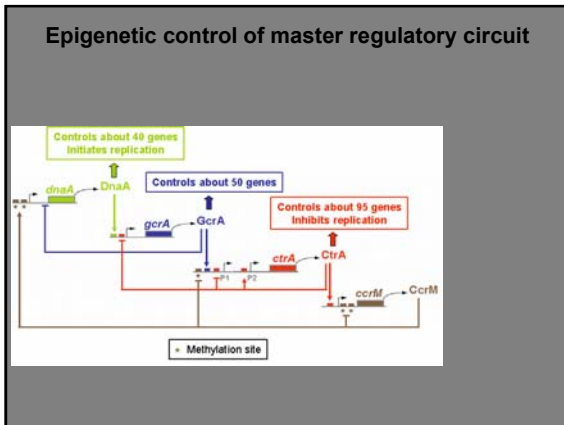 Epigenetic control of master regulatory circuit
Controls about 40 genes
Initiates replication
dnaA
DnaA
Controls about 50 genes
gcrA
GcrA
Controls about 95 genes
Inhibits replication
P1
P2
ctrA
CtrA
ccrM
CcrM
* Methylation site